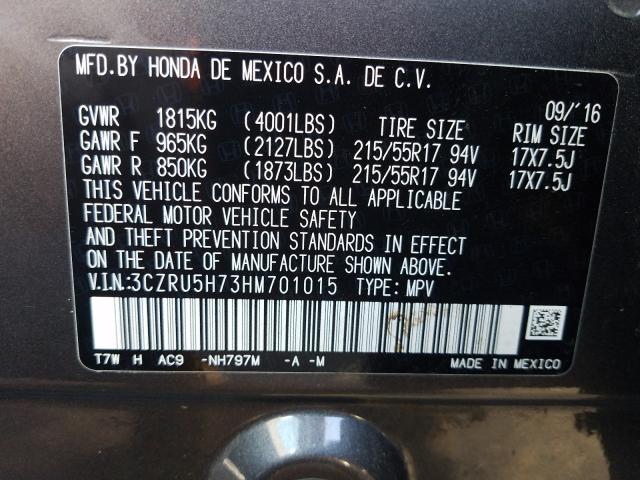 MFD.BY HONDA DE MEXICO S.A. DE C.V.
09/'16
GVWR 1815KG (4001LBS) TIRE SIZE RIM SIZE
GAWR F 965KG (2127LBS) 215/55R17 94V 17X7.5J
GAWR R 850KG (1873LBS) 215/55R17 94V 17X7.5J
THIS VEHICLE CONFORMS TO ALL APPLICABLE
FEDERAL MOTOR VEHICLE SAFETY
AND THEFT PREVENTION STANDARDS IN EFFECT
ON THE DATE OF MANUFACTURE SHOWN ABOVE.
V.I.N:3CZRU5H73HM701015 TYPE: MPV
T7W H AC9 -NH797M -A -M
MADE IN MEXICO